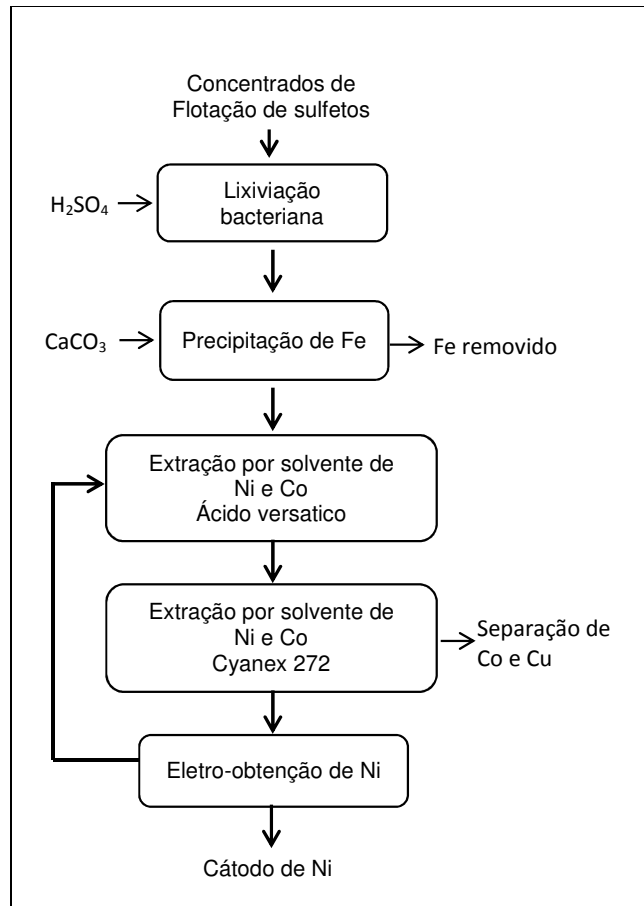 Concentrados de
Flotação de sulfetos
H₂SO₄
Lixiviação
bacteriana
CaCO₃
Precipitação de Fe
Fe removido
Extração por solvente de
Ni e Co
Ácido versatico
Extração por solvente de
Ni e Co
Cyanex 272
Separação de
Co e Cu
Eletro-obtenção de Ni
Cátodo de Ni